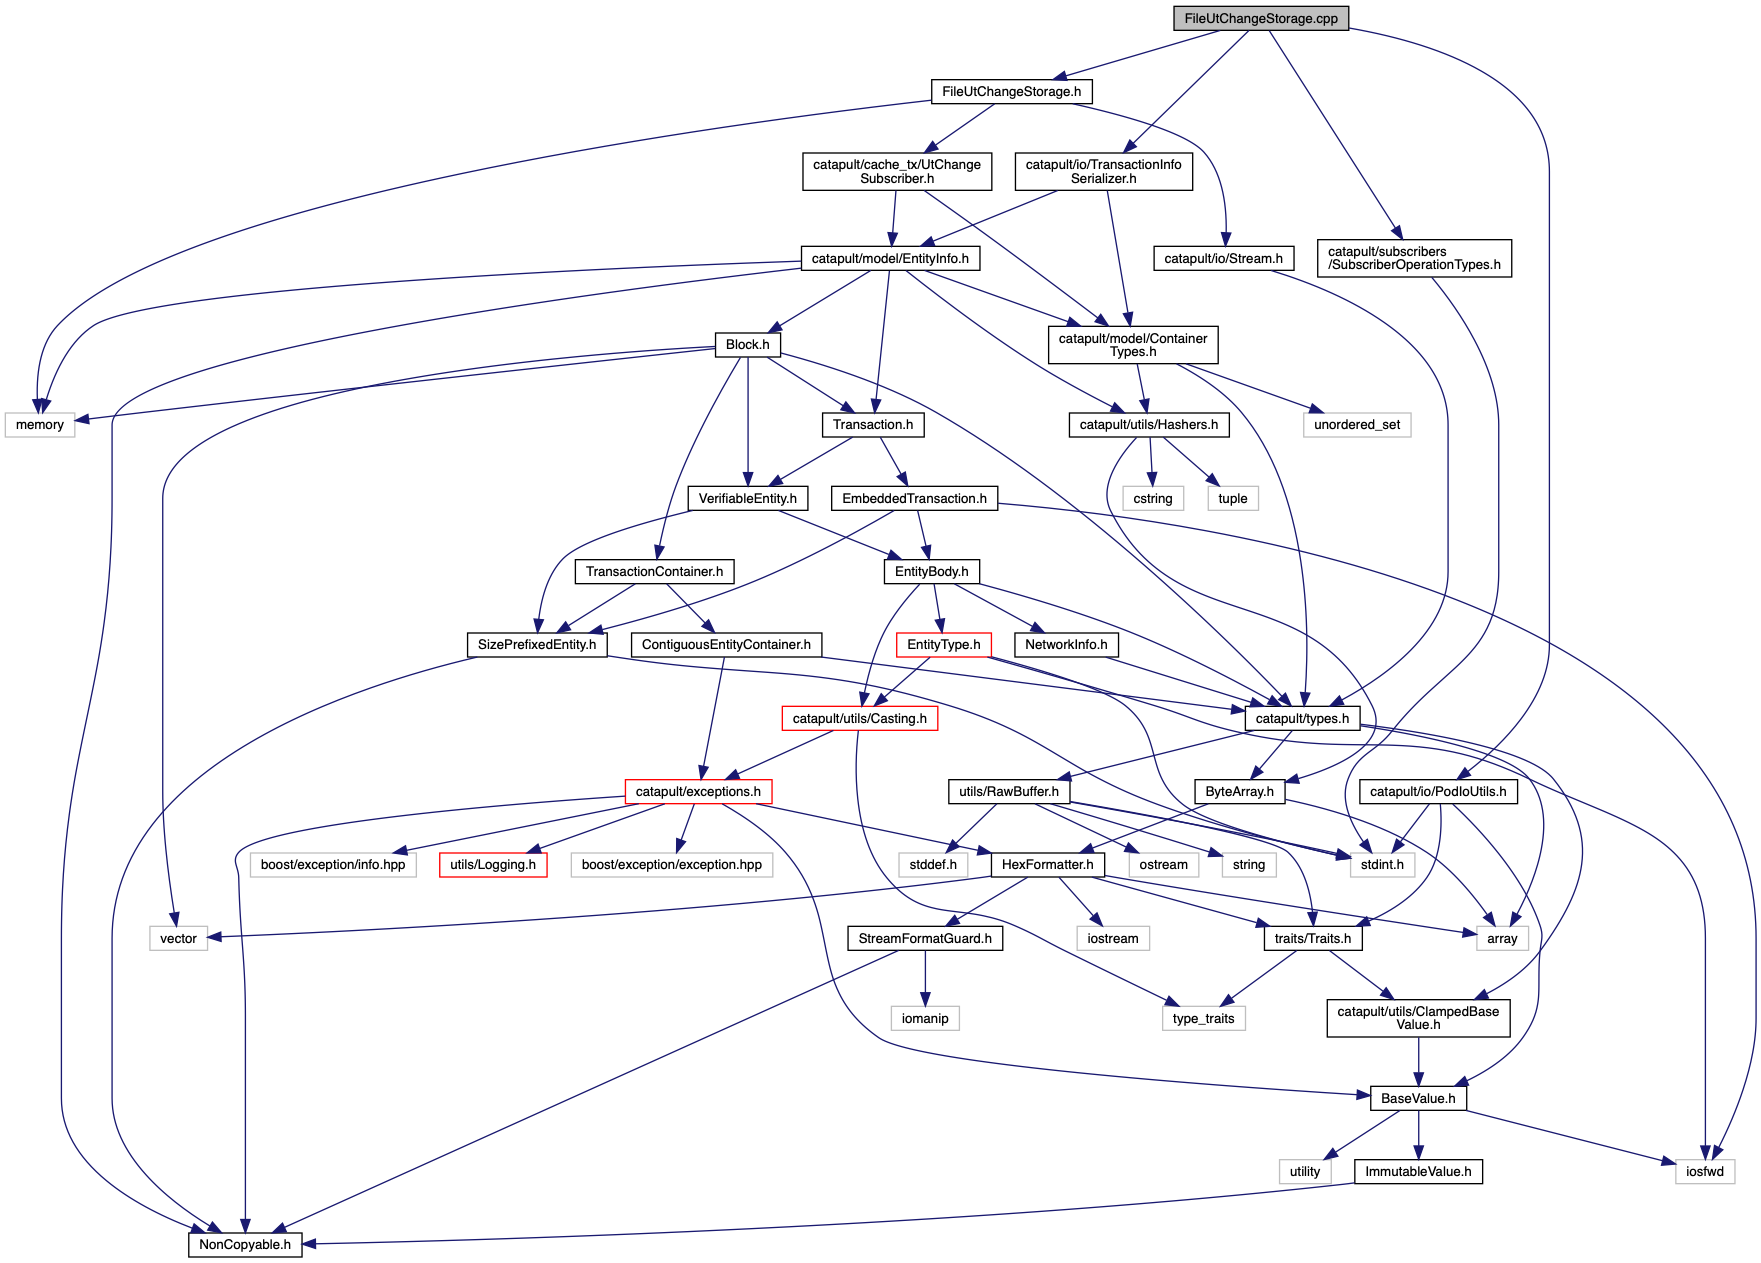 FileUtChangeStorage.cpp
FileUtChangeStorage.h
catapult/cache_tx/UtChange
Subscriber.h
catapult/io/TransactionInfo
Serializer.h
catapult/model/EntityInfo.h
catapult/io/Stream.h
catapult/subscribers
/SubscriberOperationTypes.h
Block.h
catapult/model/Container
Types.h
memory
Transaction.h
catapult/utils/Hashers.h
unordered_set
VerifiableEntity.h
EmbeddedTransaction.h
cstring
tuple
TransactionContainer.h
EntityBody.h
SizePrefixedEntity.h
ContiguousEntityContainer.h
EntityType.h
NetworkInfo.h
catapult/utils/Casting.h
catapult/types.h
catapult/exceptions.h
utils/RawBuffer.h
ByteArray.h
catapult/io/PodIoUtils.h
boost/exception/info.hpp
utils/Logging.h
boost/exception/exception.hpp
stddef.h
HexFormatter.h
ostream
string
stdint.h
vector
StreamFormatGuard.h
iostream
traits/Traits.h
array
iomanip
type_traits
catapult/utils/ClampedBase
Value.h
BaseValue.h
utility
ImmutableValue.h
iosfwd
NonCopyable.h